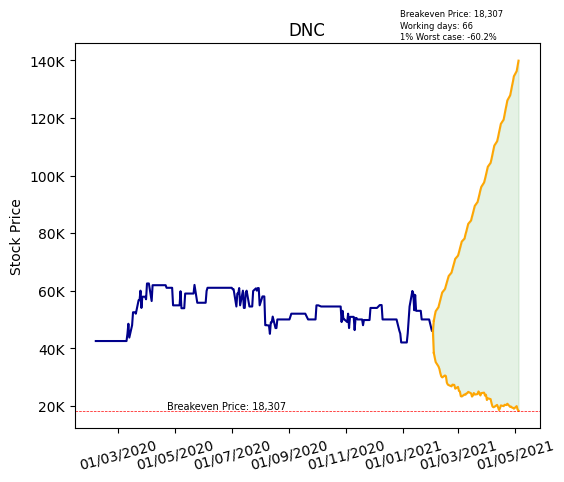 Breakeven Price: 18,307
Working days: 66
1% Worst case: -60.2%
DNC
Stock Price
140K
120K
100K
80K
60K
40K
20K
Breakeven Price: 18,307
01/03/2020
01/05/2020
01/07/2020
01/09/2020
01/11/2020
01/01/2021
01/03/2021
01/05/2021